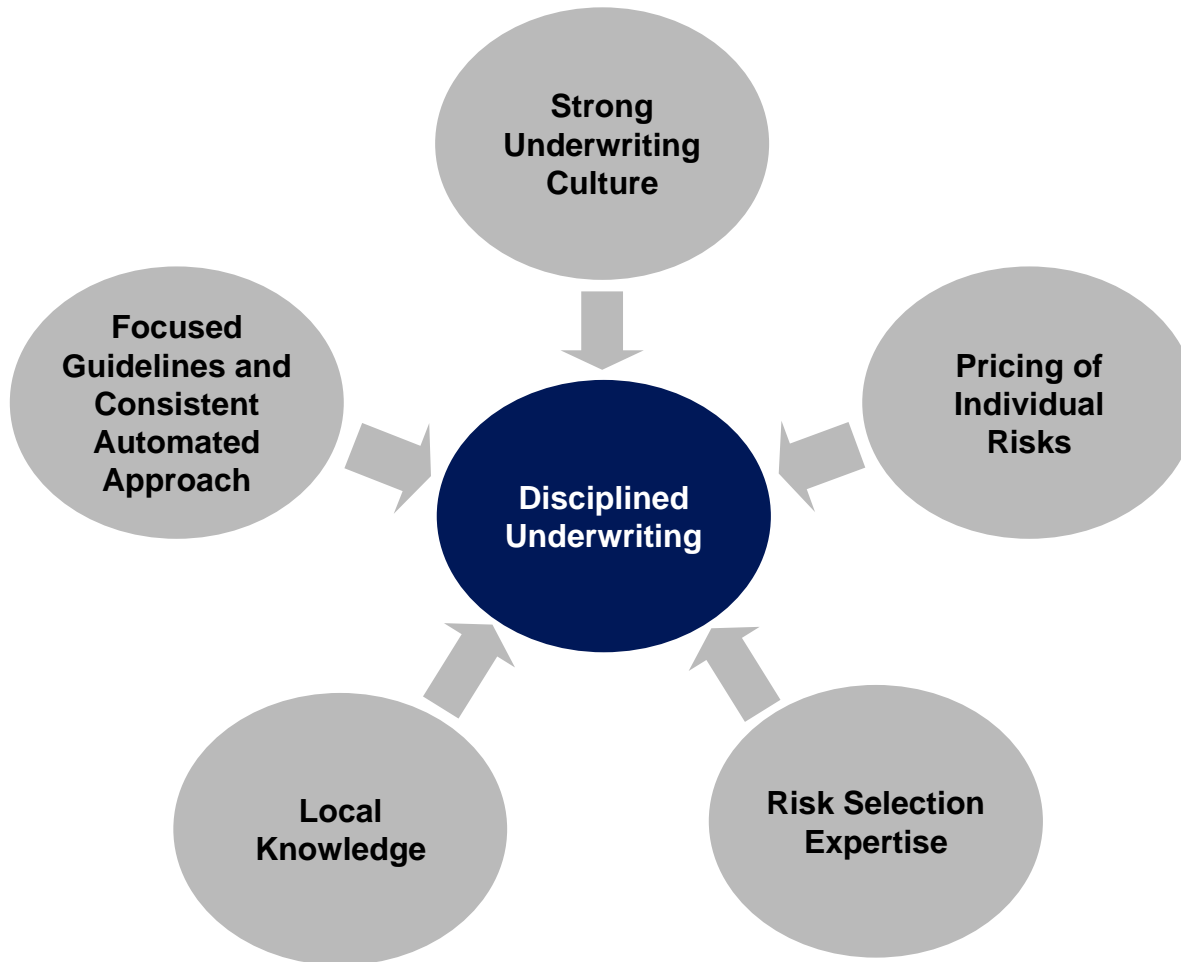 Strong
Underwriting
Culture
Focused
Guidelines and
Consistent
Automated
Approach
Pricing of
Individual
Risks
Disciplined
Underwriting
Local
Knowledge
Risk Selection
Expertise